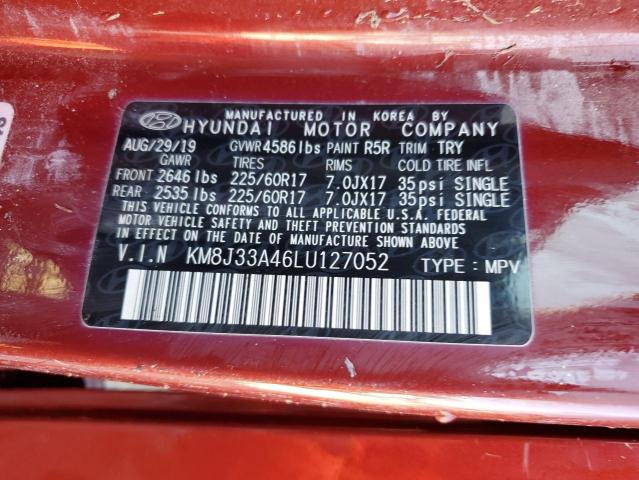 MANUFACTURED IN KOREA BY
HYUNDAI MOTOR COMPANY
AUG/29/19 GVWR4586lbs PAINT R5R TRIM TRY
GAWR TIRES RIMS COLD TIRE INFL
FRONT 2646 lbs 225/60R17 7.0JX17 35psi SINGLE
REAR 2535 lbs 225/60R17 7.0JX17 35psi SINGLE
THIS VEHICLE CONFORMS TO ALL APPLICABLE U.S.A. FEDERAL
MOTOR VEHICLE SAFETY AND THEFT PREVENTION STANDARDS
IN EFFECT ON THE DATE OF MANUFACTURE SHOWN ABOVE
V.I.N KM8J33A46LU127052 TYPE : MPV